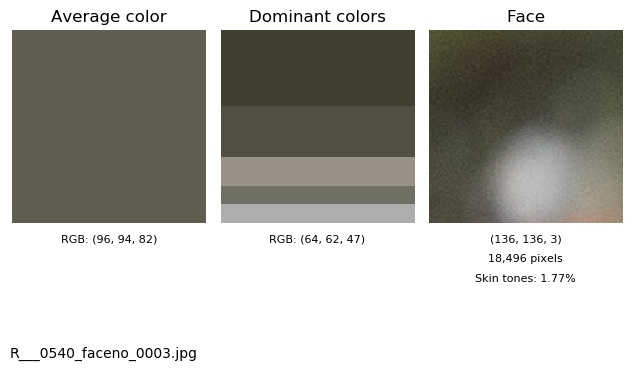 Average color
Dominant colors
Face
RGB: (96, 94, 82)
RGB: (64, 62, 47)
(136, 136, 3)
18,496 pixels
Skin tones: 1.77%
R___0540_faceno_0003.jpg